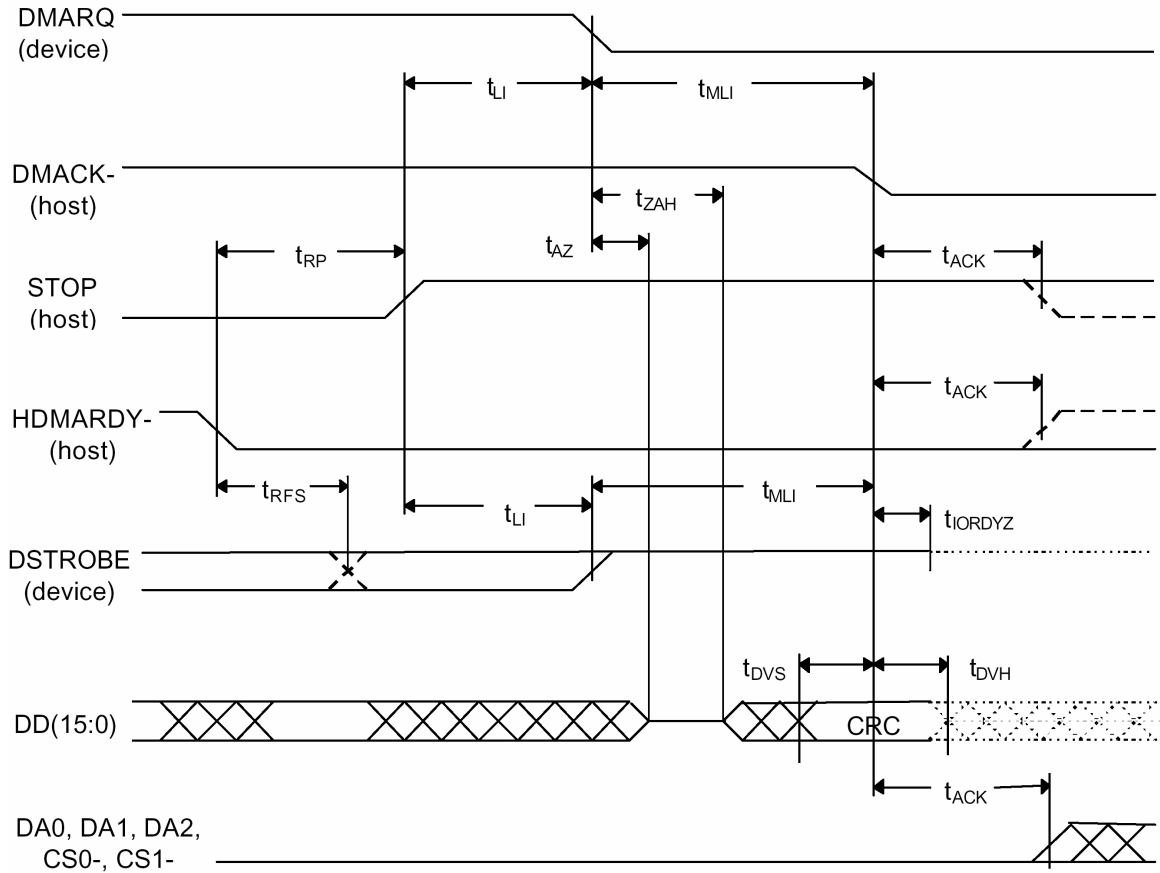 DMARQ
(device)
tLI
tMLI
DMACK-
(host)
tZAH
tAZ
tRP
tACK
STOP
(host)
tACK
HDMARDY-
(host)
tRFS
tLI
tMLI
tIORDYZ
DSTROBE
(device)
tDVS
tDVH
DD(15:0)
CRC
tACK
DA0, DA1, DA2,
CS0-, CS1-